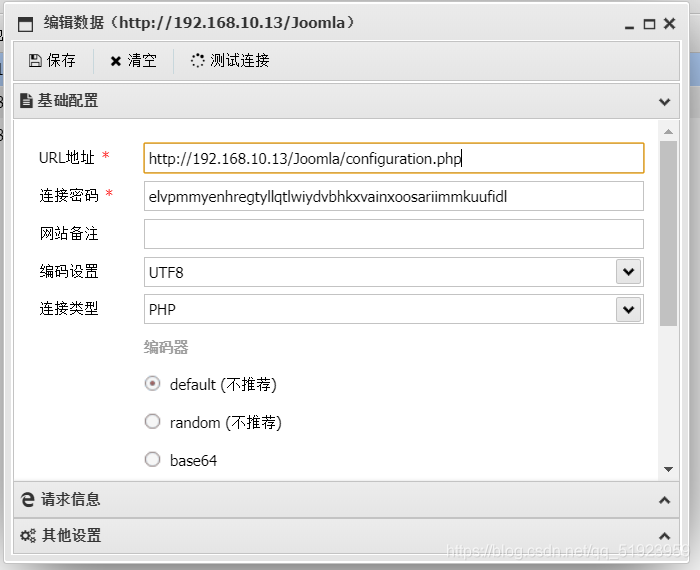 编辑数据（http://192.168.10.13/Joomla）
保存 清空 测试连接
基础配置
URL地址 * http://192.168.10.13/Joomla/configuration.php
连接密码 * elvpmmyenhregtyllqtlwiydvbhkxvainxoosariimmkuufidl
网站备注
编码设置 UTF8
连接类型 PHP
编码器
default (不推荐)
random (不推荐)
base64
请求信息
其他设置
https://blog.csdn.net/qq_51923959